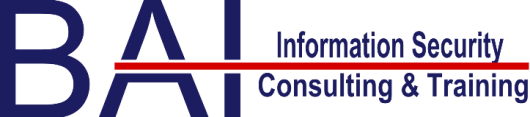 BAI
Information Security
Consulting & Training